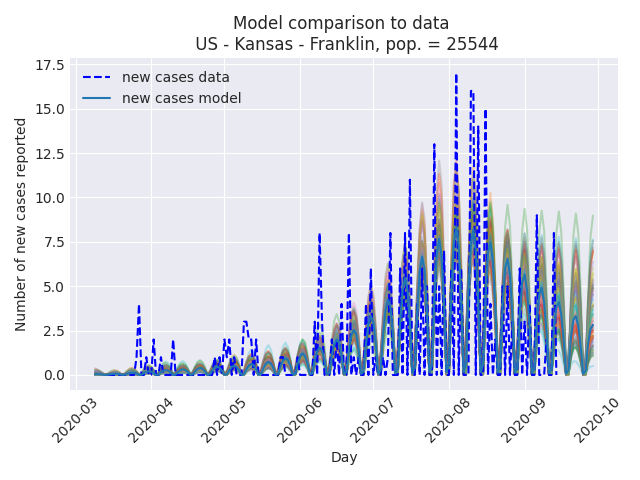 Model comparison to data
US - Kansas - Franklin, pop. = 25544
new cases data
new cases model
Number of new cases reported
17.5
15.0
12.5
10.0
7.5
5.0
2.5
0.0
2020-03
2020-04
2020-05
2020-06
2020-07
2020-08
2020-09
2020-10
Day